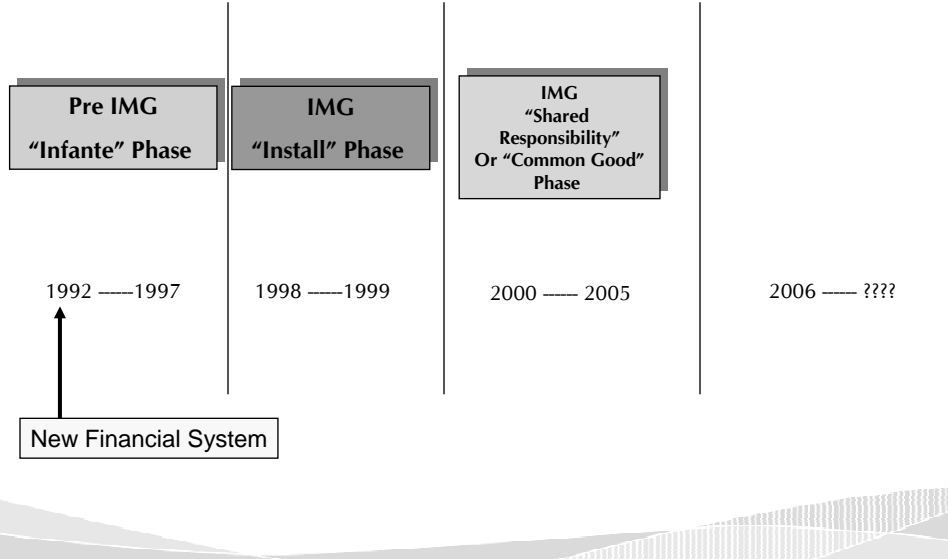 Pre IMG
“Infante” Phase
IMG
“Install” Phase
IMG
“Shared
Responsibility”
Or “Common Good”
Phase
1992 ------1997
1998 ------1999
2000 ------ 2005
2006 ------ ????
New Financial System